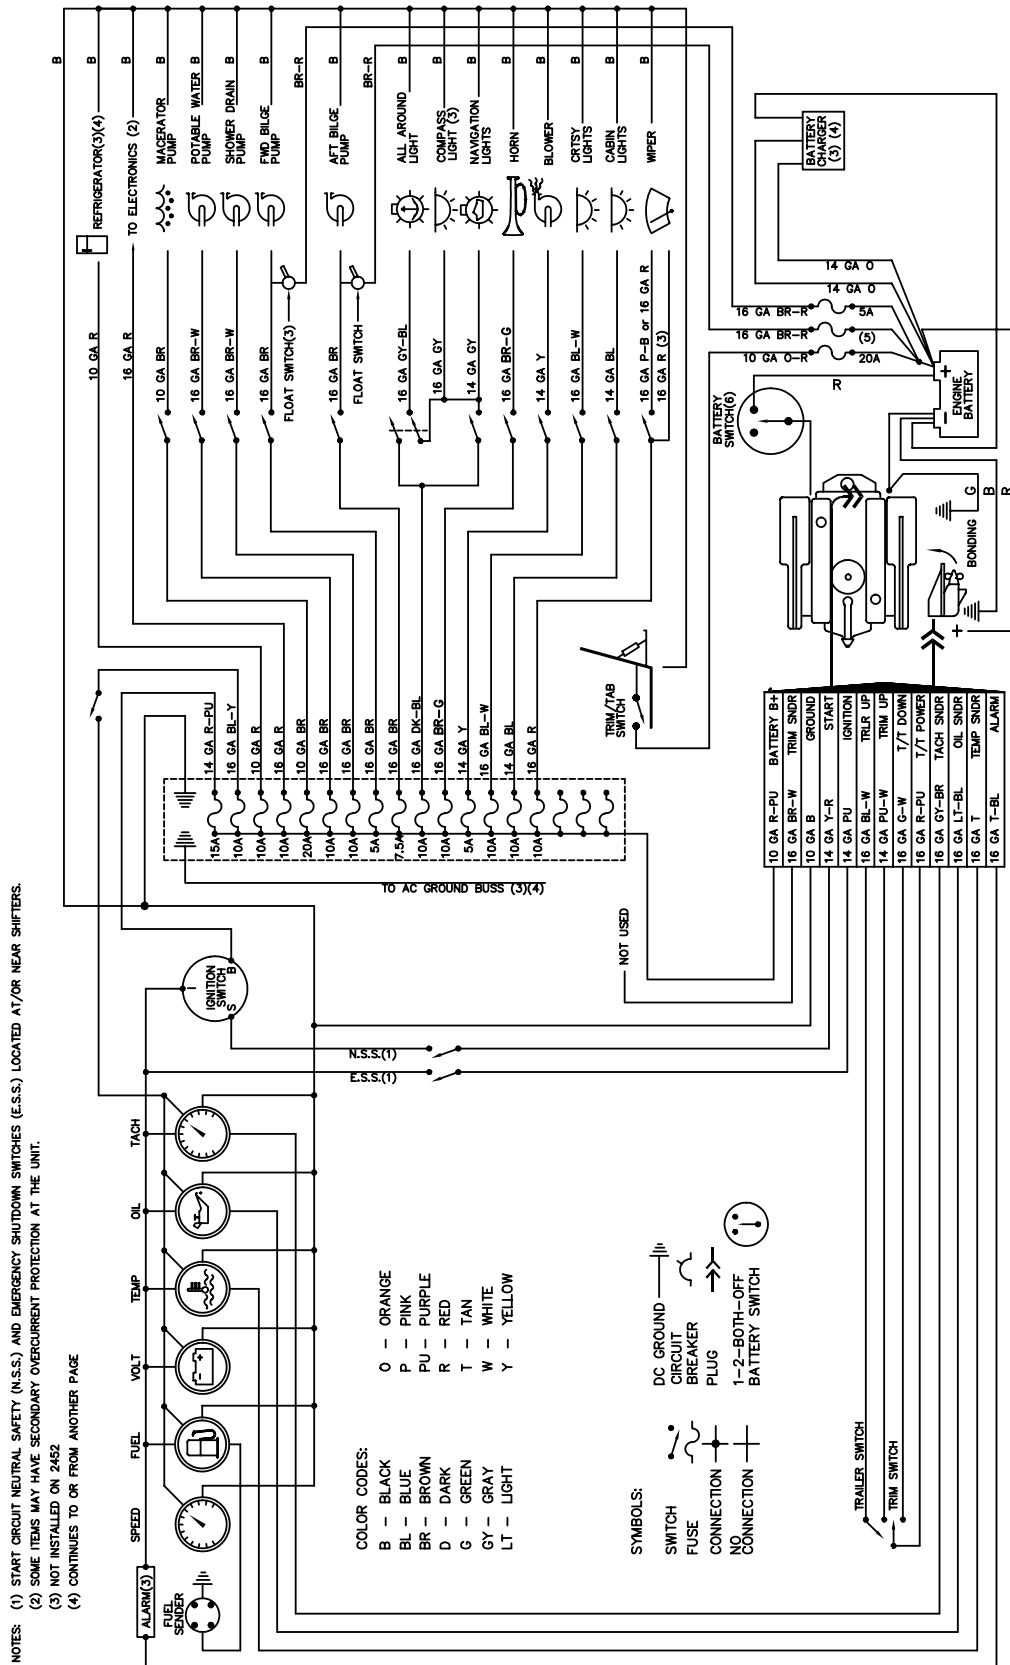 NOTES: (1) START CIRCUIT NEUTRAL SAFETY (N.S.S.) AND EMERGENCY SHUTDOWN SWITCHES (E.S.S.) LOCATED AT/OR NEAR SHIFTERS.
(2) SOME ITEMS MAY HAVE SECONDARY OVERCURRENT PROTECTION AT THE UNIT.
(3) NOT INSTALLED ON 2452
(4) CONTINUES TO OR FROM ANOTHER PAGE
B
B
B
B
B
B
B
BR-R
B
BR-R
B
B
B
B
B
B
B
B
REFRIGERATOR(3)(4)
TO ELECTRONICS (2)
MACERATOR
PUMP
POTABLE WATER
PUMP
SHOWER DRAIN
PUMP
FWD BILGE
PUMP
AFT BILGE
PUMP
ALL AROUND
LIGHT
COMPASS
LIGHT (3)
NAVIGATION
LIGHTS
HORN
BLOWER
CRTSY
LIGHTS
CABIN
LIGHTS
WIPER
10 GA R
16 GA R
10 GA BR
16 GA BR-W
16 GA BR-W
16 GA BR
FLOAT SWITCH(3)
16 GA BR
FLOAT SWITCH
16 GA GY-BL
16 GA GY
14 GA GY
16 GA BR-G
14 GA Y
16 GA BL-W
14 GA BL
16 GA P-B or 16 GA R
16 GA R (3)
BATTERY
CHARGER
(3) (4)
14 GA O
14 GA O
16 GA BR-R
5A
16 GA BR-R
(5)
10 GA O-R
20A
R
+
-
ENGINE
BATTERY
BATTERY
SWITCH(6)
G
B
R
BONDING
+
TRIM/TAB
SWITCH
14 GA R-PU
16 GA BL-Y
10 GA R
16 GA R
10 GA BR
16 GA BR
16 GA BR
16 GA BR
16 GA BR
16 GA DK-BL
16 GA BR-G
14 GA Y
16 GA BL-W
14 GA BL
16 GA R
15A
10A
10A
10A
20A
10A
10A
5A
7.5A
10A
10A
5A
10A
10A
10A
TO AC GROUND BUSS (3)(4)
NOT USED
10 GA R-PU BATTERY B+
16 GA BR-W TRIM SNDR
10 GA B GROUND
14 GA Y-R START
14 GA PU IGNITION
16 GA BL-W TRLR UP
14 GA PU-W TRIM UP
16 GA G-W T/T DOWN
16 GA R-PU T/T POWER
16 GA GY-BR TACH SNDR
16 GA LT-BL OIL SNDR
16 GA T TEMP SNDR
16 GA T-BL ALARM
IGNITION
SWITCH
I
B
S
N.S.S.(1)
E.S.S.(1)
TACH
OIL
TEMP
VOLT
FUEL
SPEED
ALARM(3)
FUEL
SENDER
COLOR CODES:
B - BLACK
BL - BLUE
BR - BROWN
D - DARK
G - GREEN
GY - GRAY
LT - LIGHT
O - ORANGE
P - PINK
PU - PURPLE
R - RED
T - TAN
W - WHITE
Y - YELLOW
SYMBOLS:
SWITCH
FUSE
CONNECTION
NO
CONNECTION
DC GROUND
CIRCUIT
BREAKER
PLUG
1-2-BOTH-OFF
BATTERY SWITCH
TRAILER SWITCH
TRIM SWITCH